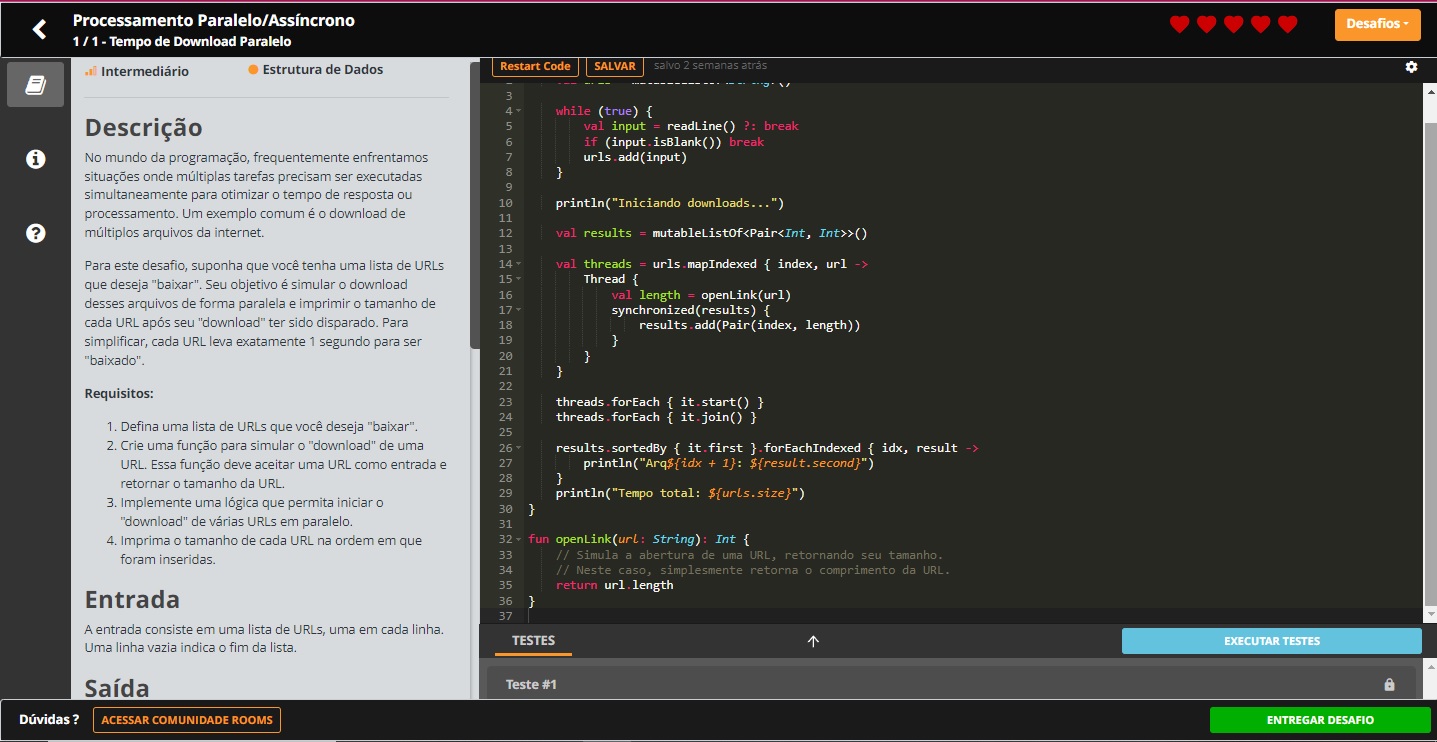 Processamento Paralelo/Assíncrono
1 / 1 - Tempo de Download Paralelo
Desafios
Intermediário
Estrutura de Dados
Descrição
No mundo da programação, frequentemente enfrentamos
situações onde múltiplas tarefas precisam ser executadas
simultaneamente para otimizar o tempo de resposta ou
processamento. Um exemplo comum é o download de
múltiplos arquivos da internet.
Para este desafio, suponha que você tenha uma lista de URLs
que deseja "baixar". Seu objetivo é simular o download
desses arquivos de forma paralela e imprimir o tamanho de
cada URL após seu "download" ter sido disparado. Para
simplificar, cada URL leva exatamente 1 segundo para ser
"baixado".
Requisitos:
1. Defina uma lista de URLs que você deseja "baixar".
2. Crie uma função para simular o "download" de uma
URL. Essa função deve aceitar uma URL como entrada e
retornar o tamanho da URL.
3. Implemente uma lógica que permita iniciar o
"download" de várias URLs em paralelo.
4. Imprima o tamanho de cada URL na ordem em que
foram inseridas.
Entrada
A entrada consiste em uma lista de URLs, uma em cada linha.
Uma linha vazia indica o fim da lista.
Saída
Restart Code
SALVAR
salvo 2 semanas atrás
3
4 while (true) {
5 val input = readLine() ?: break
6 if (input.isBlank()) break
7 urls.add(input)
8 }
9
10 println("Iniciando downloads...")
11
12 val results = mutableListOf<Pair<Int, Int>>()
13
14 val threads = urls.mapIndexed { index, url ->
15 Thread {
16 val length = openLink(url)
17 synchronized(results) {
18 results.add(Pair(index, length))
19 }
20 }
21 }
22
23 threads.forEach { it.start() }
24 threads.forEach { it.join() }
25
26 results.sortedBy { it.first }.forEachIndexed { idx, result ->
27 println("Arq${idx + 1}: ${result.second}")
28 }
29 println("Tempo total: ${urls.size}")
30 }
31
32 fun openLink(url: String): Int {
33 // Simula a abertura de uma URL, retornando seu tamanho.
34 // Neste caso, simplesmente retorna o comprimento da URL.
35 return url.length
36 }
37
TESTES
EXECUTAR TESTES
Teste #1
Dúvidas ?
ACESSAR COMUNIDADE ROOMS
ENTREGAR DESAFIO